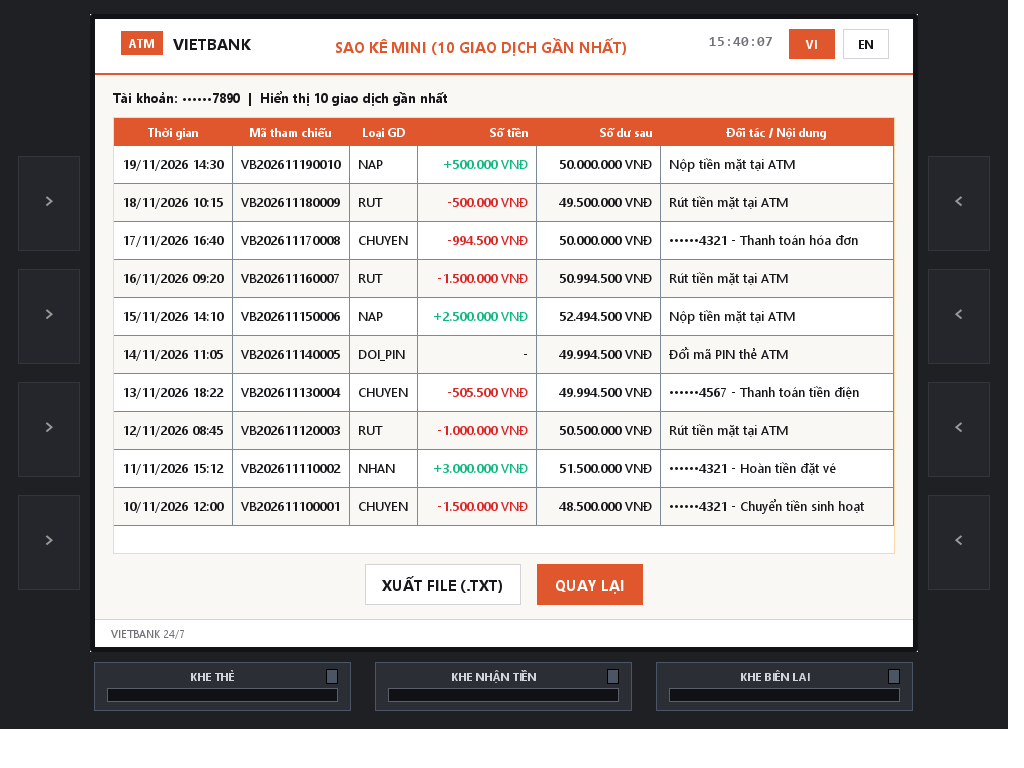 ATM VIETBANK SAO KÊ MINI (10 GIAO DỊCH GẦN NHẤT) 15:40:07 VI EN
Tài khoản: ••••••7890 | Hiển thị 10 giao dịch gần nhất
Thời gian Mã tham chiếu Loại GD Số tiền Số dư sau Đối tác / Nội dung
19/11/2026 14:30 VB202611190010 NAP +500.000 VNĐ 50.000.000 VNĐ Nộp tiền mặt tại ATM
18/11/2026 10:15 VB202611180009 RUT -500.000 VNĐ 49.500.000 VNĐ Rút tiền mặt tại ATM
17/11/2026 16:40 VB202611170008 CHUYEN -994.500 VNĐ 50.000.000 VNĐ ••••••4321 - Thanh toán hóa đơn
16/11/2026 09:20 VB202611160007 RUT -1.500.000 VNĐ 50.994.500 VNĐ Rút tiền mặt tại ATM
15/11/2026 14:10 VB202611150006 NAP +2.500.000 VNĐ 52.494.500 VNĐ Nộp tiền mặt tại ATM
14/11/2026 11:05 VB202611140005 DOI_PIN - 49.994.500 VNĐ Đổi mã PIN thẻ ATM
13/11/2026 18:22 VB202611130004 CHUYEN -505.500 VNĐ 49.994.500 VNĐ ••••••4567 - Thanh toán tiền điện
12/11/2026 08:45 VB202611120003 RUT -1.000.000 VNĐ 50.500.000 VNĐ Rút tiền mặt tại ATM
11/11/2026 15:12 VB202611110002 NHAN +3.000.000 VNĐ 51.500.000 VNĐ ••••••4321 - Hoàn tiền đặt vé
10/11/2026 12:00 VB202611100001 CHUYEN -1.500.000 VNĐ 48.500.000 VNĐ ••••••4321 - Chuyển tiền sinh hoạt
XUẤT FILE (.TXT) QUAY LẠI
VIETBANK 24/7
KHE THẺ KHE NHẬN TIỀN KHE BIÊN LAI